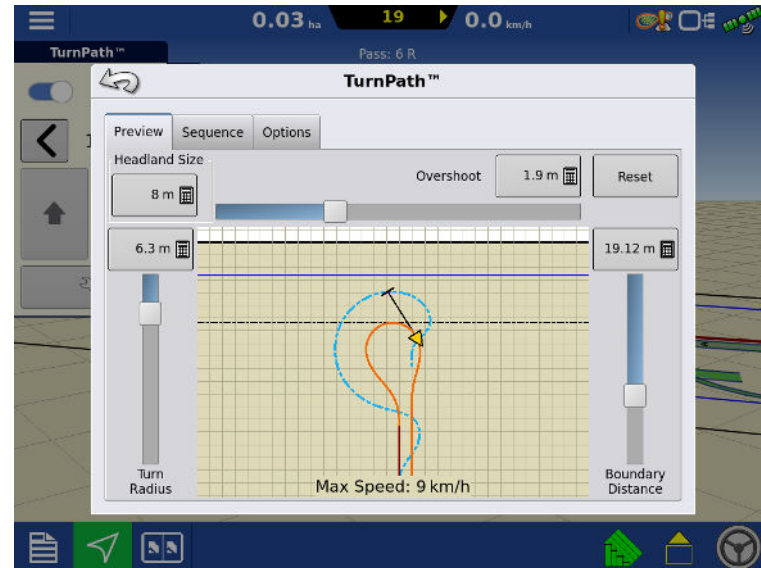 0.03 ha
19
0.0 km/h
TurnPath™
Pass: 6 R
TurnPath™
Preview
Sequence
Options
Headland Size
8 m
Overshoot
1.9 m
Reset
6.3 m
19.12 m
Turn
Radius
Max Speed: 9 km/h
Boundary
Distance